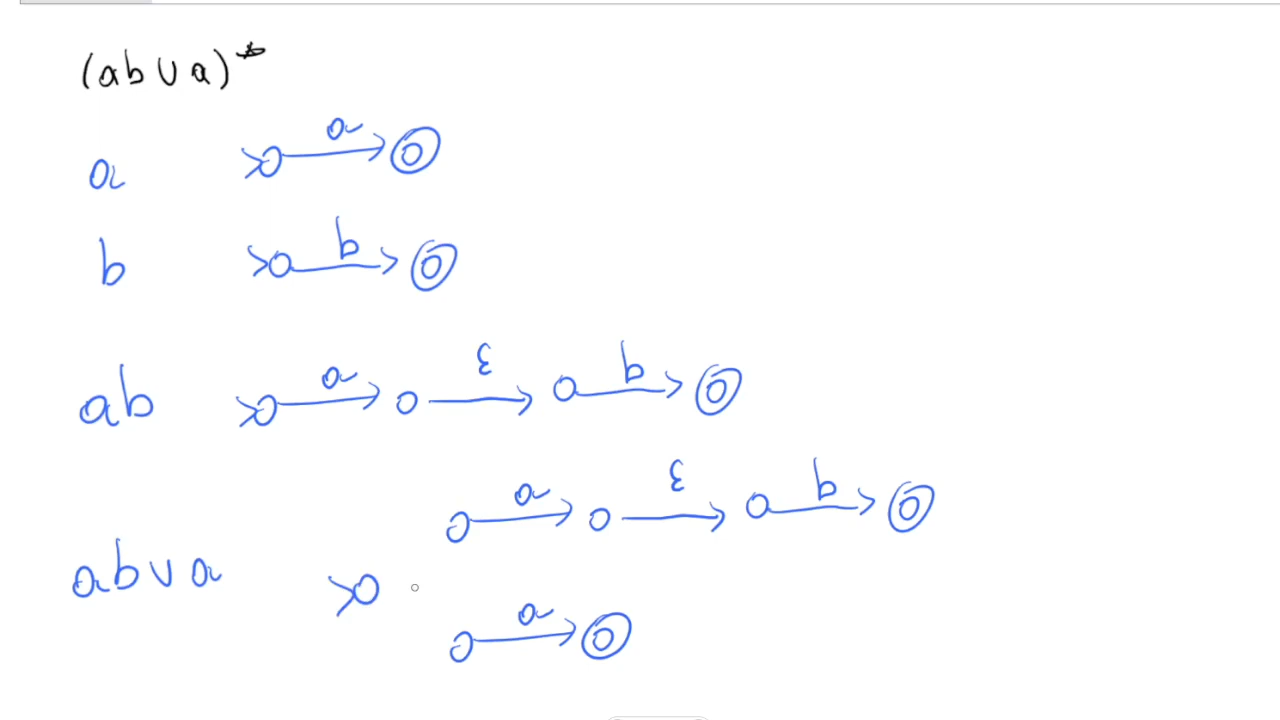 (ab ∪ a)*
a a
b b
ab a ε b
a ε b
ab ∪ a
a